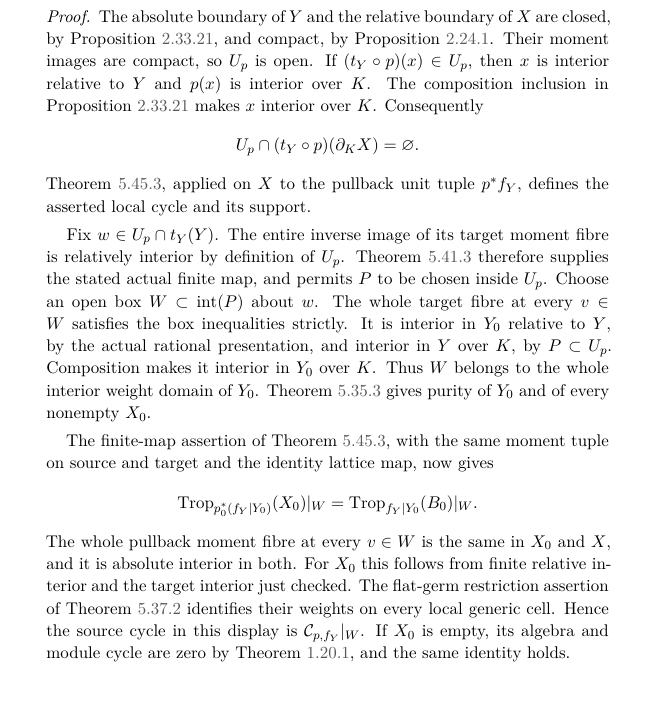 Proof. The absolute boundary of Y and the relative boundary of X are closed,
by Proposition 2.33.21, and compact, by Proposition 2.24.1. Their moment
images are compact, so U_p is open. If (t_Y ∘ p)(x) ∈ U_p, then x is interior
relative to Y and p(x) is interior over K. The composition inclusion in
Proposition 2.33.21 makes x interior over K. Consequently
U_p ∩ (t_Y ∘ p)(∂_K X) = ∅.
Theorem 5.45.3, applied on X to the pullback unit tuple p*f_Y, defines the
asserted local cycle and its support.
Fix w ∈ U_p ∩ t_Y(Y). The entire inverse image of its target moment fibre
is relatively interior by definition of U_p. Theorem 5.41.3 therefore supplies
the stated actual finite map, and permits P to be chosen inside U_p. Choose
an open box W ⊂ int(P) about w. The whole target fibre at every v ∈
W satisfies the box inequalities strictly. It is interior in Y_0 relative to Y,
by the actual rational presentation, and interior in Y over K, by P ⊂ U_p.
Composition makes it interior in Y_0 over K. Thus W belongs to the whole
interior weight domain of Y_0. Theorem 5.35.3 gives purity of Y_0 and of every
nonempty X_0.
The finite-map assertion of Theorem 5.45.3, with the same moment tuple
on source and target and the identity lattice map, now gives
Trop_{p_0^*(f_Y|Y_0)}(X_0)|_W = Trop_{f_Y|Y_0}(B_0)|_W.
The whole pullback moment fibre at every v ∈ W is the same in X_0 and X,
and it is absolute interior in both. For X_0 this follows from finite relative in-
terior and the target interior just checked. The flat-germ restriction assertion
of Theorem 5.37.2 identifies their weights on every local generic cell. Hence
the source cycle in this display is 𝒞_{p,f_Y}|_W. If X_0 is empty, its algebra and
module cycle are zero by Theorem 1.20.1, and the same identity holds.